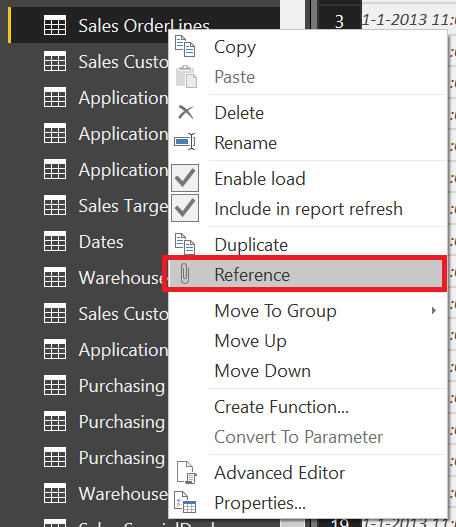 Sales OrderLines
Sales Custo
Application
Application
Application
Sales Targe
Dates
Warehouse
Sales Custo
Application
Purchasing
Purchasing
Purchasing
Warehouse
Copy
Paste
Delete
Rename
Enable load
Include in report refresh
Duplicate
Reference
Move To Group
Move Up
Move Down
Create Function...
Convert To Parameter
Advanced Editor
Properties...
3
1-1-2013 11:0
19
1-1-2013 11:0